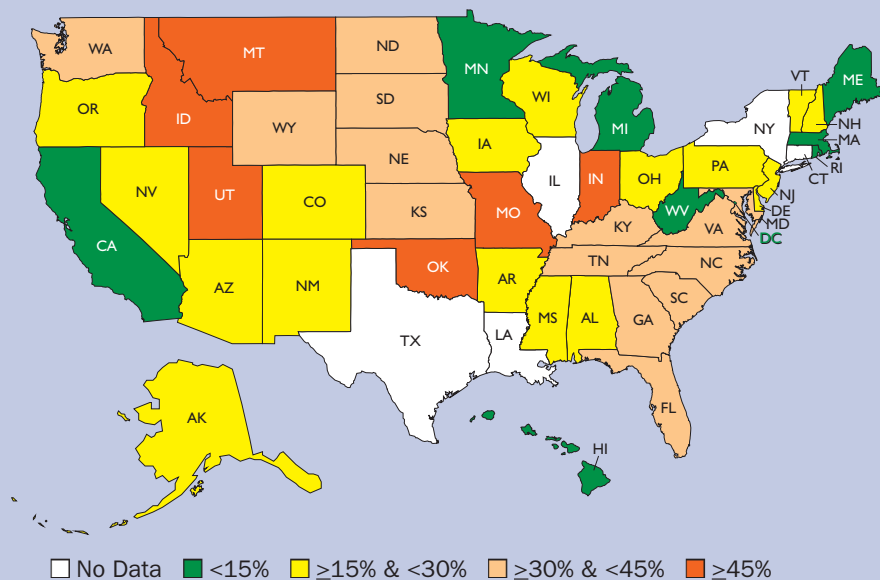 WA
MT
ND
MN
VT
ME
OR
ID
SD
WI
NY
NH
MI
MA
WY
IA
PA
RI
CT
NE
NV
IL
IN
OH
NJ
UT
CO
WV
DE
KS
MO
KY
VA
MD
DC
CA
TN
NC
OK
AR
AZ
NM
SC
MS
AL
GA
TX
LA
FL
AK
HI
No Data
<15%
≥15% & <30%
≥30% & <45%
≥45%